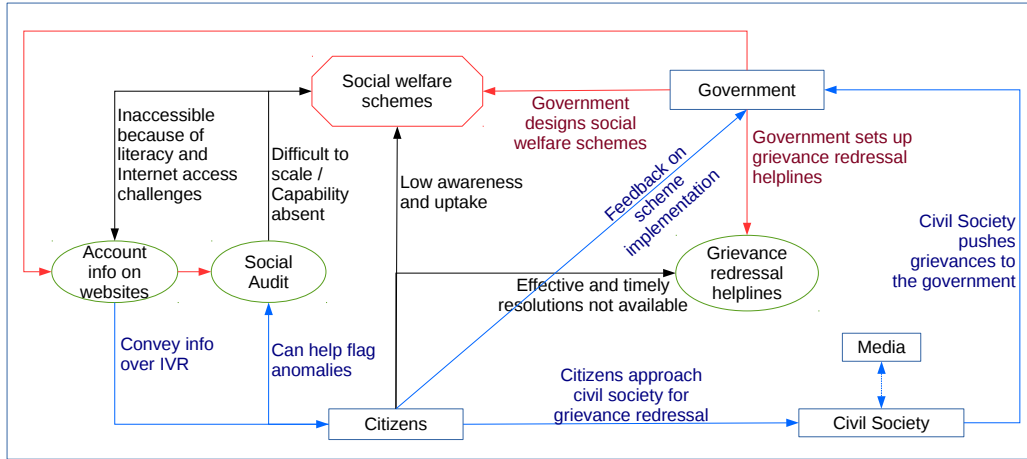 Social welfare
schemes
Government
Government
designs social
welfare schemes
Inaccessible
because of
literacy and
Internet access
challenges
Difficult to
scale /
Capability
absent
Low awareness
and uptake
Feedback on
scheme
implementation
Government sets up
grievance redressal
helplines
Account
info on
websites
Social
Audit
Grievance
redressal
helplines
Effective and timely
resolutions not available
Civil Society
pushes
grievances to
the government
Convey info
over IVR
Can help flag
anomalies
Media
Citizens approach
civil society for
grievance redressal
Citizens
Civil Society